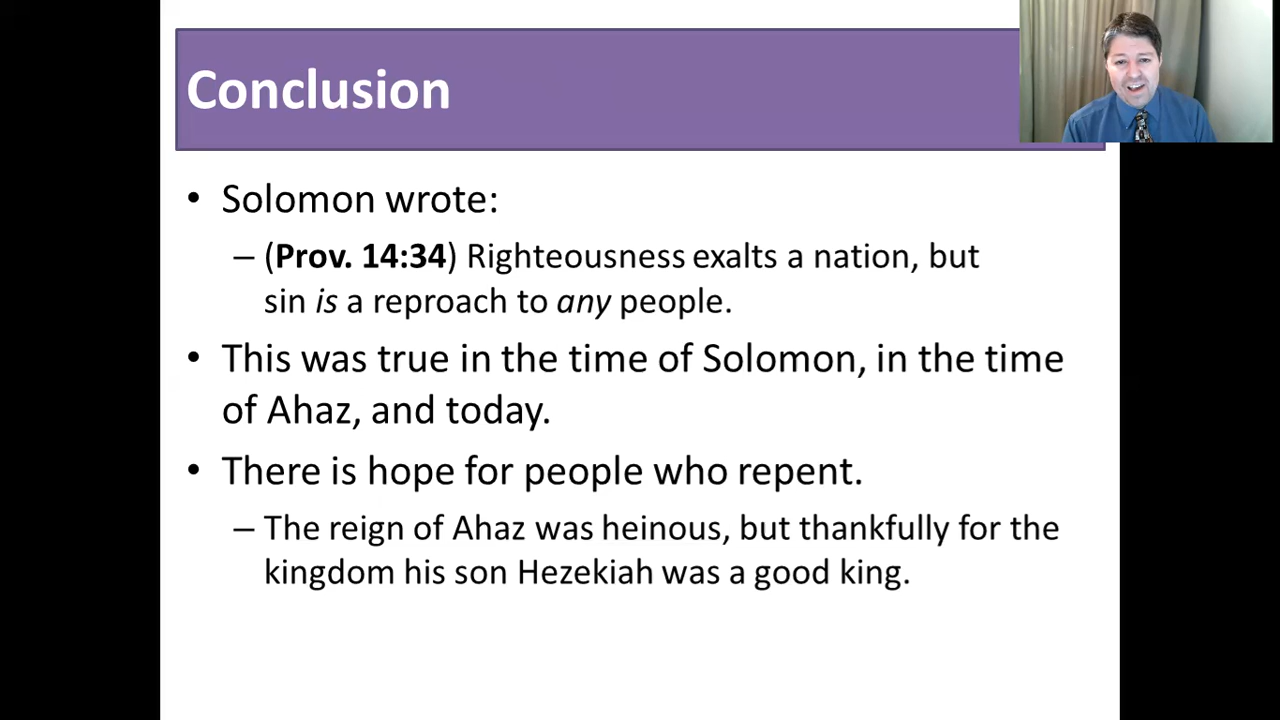 Conclusion
• Solomon wrote:
– (Prov. 14:34) Righteousness exalts a nation, but
sin is a reproach to any people.
• This was true in the time of Solomon, in the time
of Ahaz, and today.
• There is hope for people who repent.
– The reign of Ahaz was heinous, but thankfully for the
kingdom his son Hezekiah was a good king.